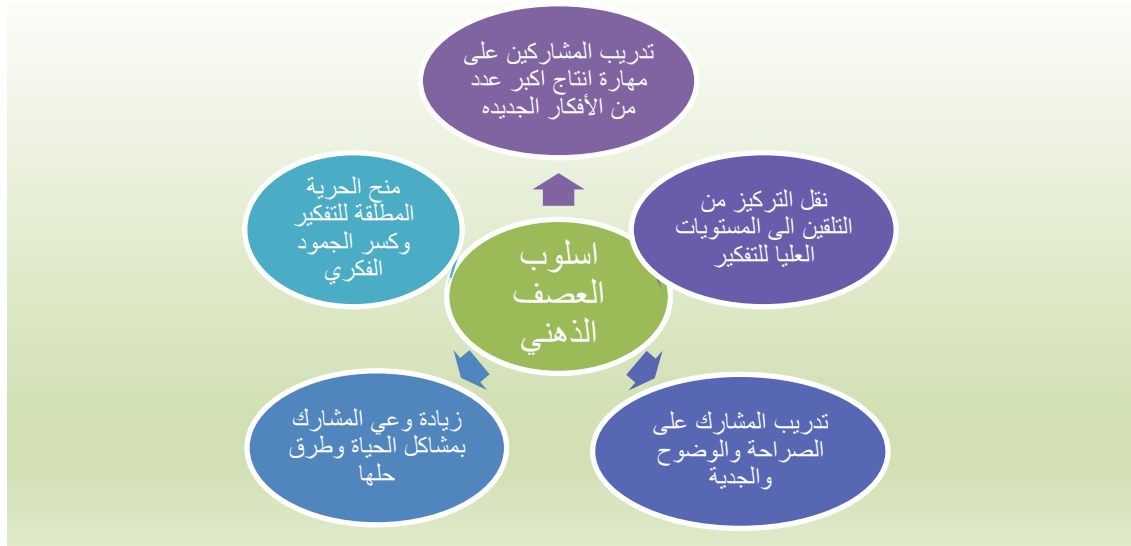 تدريب المشاركين على
مهارة انتاج اكبر عدد
من الأفكار الجديده
نقل التركيز من
التلقين الى المستويات
العليا للتفكير
منح الحرية
المطلقة للتفكير
وكسر الجمود
الفكري
اسلوب
العصف
الذهني
تدريب المشارك على
الصراحة والوضوح
والجدية
زيادة وعي المشارك
بمشاكل الحياة وطرق
حلها